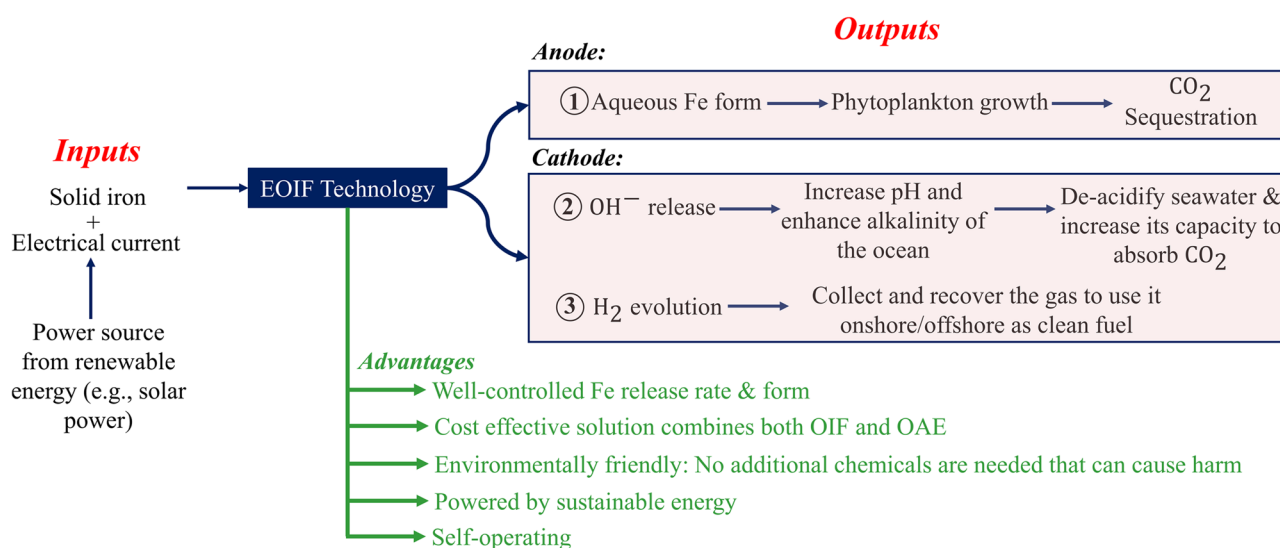 Inputs
Solid iron
+
Electrical current
Power source
from renewable
energy (e.g., solar
power)
EOIF Technology
Outputs
Anode:
① Aqueous Fe form
Phytoplankton growth
CO₂
Sequestration
Cathode:
② OH⁻ release
Increase pH and
enhance alkalinity of
the ocean
De-acidify seawater &
increase its capacity to
absorb CO₂
③ H₂ evolution
Collect and recover the gas to use it
onshore/offshore as clean fuel
Advantages
Well-controlled Fe release rate & form
Cost effective solution combines both OIF and OAE
Environmentally friendly: No additional chemicals are needed that can cause harm
Powered by sustainable energy
Self-operating